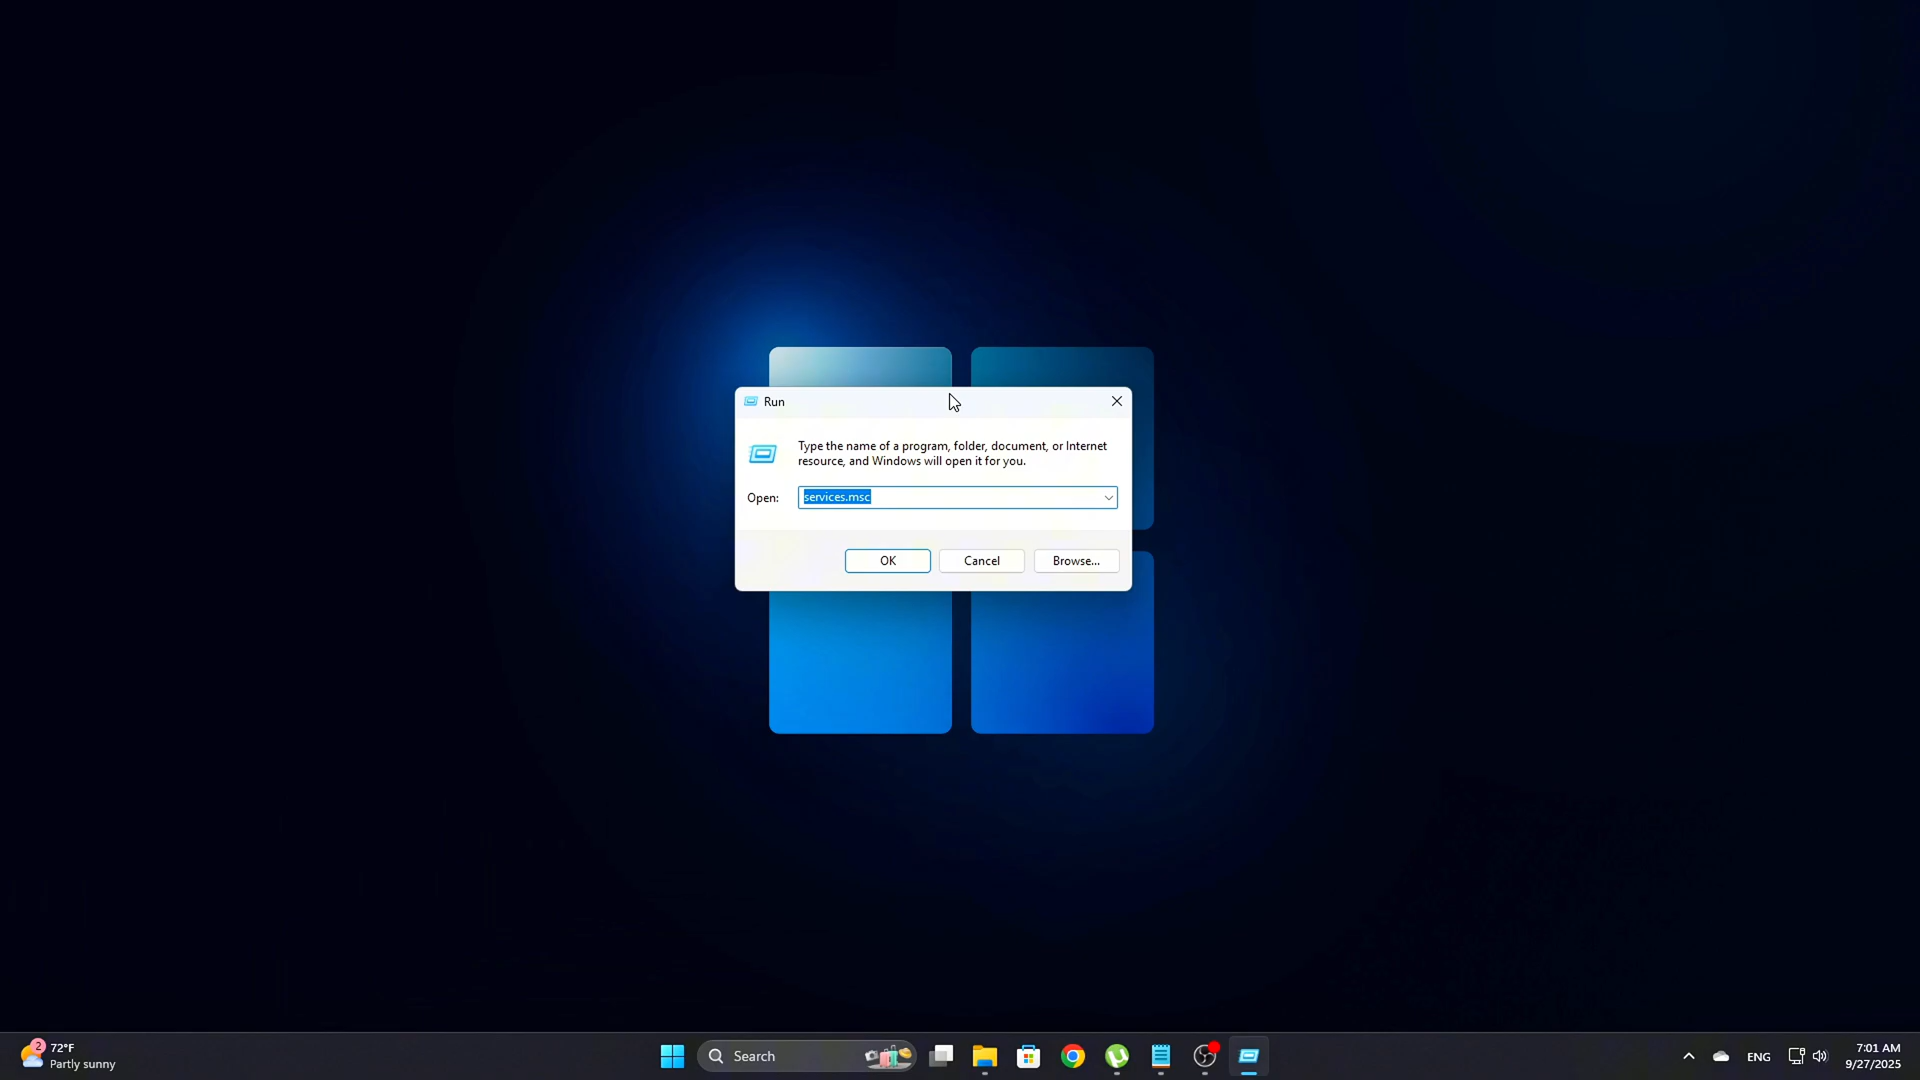 Run
Type the name of a program, folder, document, or Internet
resource, and Windows will open it for you.
Open: services.msc
OK Cancel Browse...
2 72°F
Partly sunny
Search
ENG
7:01 AM
9/27/2025